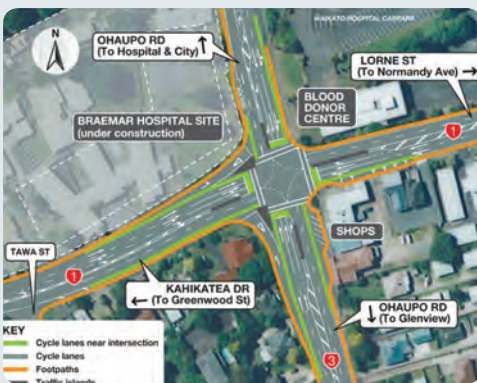 WAIKATO HOSPITAL CARPARK
N
OHAUPO RD
(To Hospital & City)
LORNE ST
(To Normandy Ave)
BLOOD
DONOR
CENTRE
BRAEMAR HOSPITAL SITE
(under construction)
1
SHOPS
TAWA ST
1
KAHIKATEA DR
(To Greenwood St)
OHAUPO RD
(To Glenview)
3
KEY
Cycle lanes near intersection
Cycle lanes
Footpaths
Traffic islands